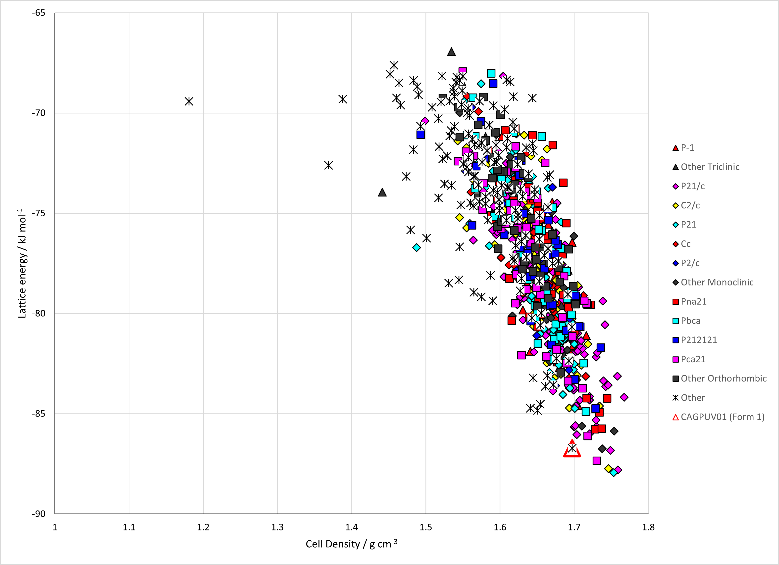 -65
-70
-75
-80
-85
-90
Lattice energy / kJ mol-1
1 1.1 1.2 1.3 1.4 1.5 1.6 1.7 1.8
Cell Density / g cm3
P-1
Other Triclinic
P21/c
C2/c
P21
Cc
P2/c
Other Monoclinic
Pna21
Pbca
P212121
Pca21
Other Orthorhombic
Other
CAGPUV01 (Form 1)